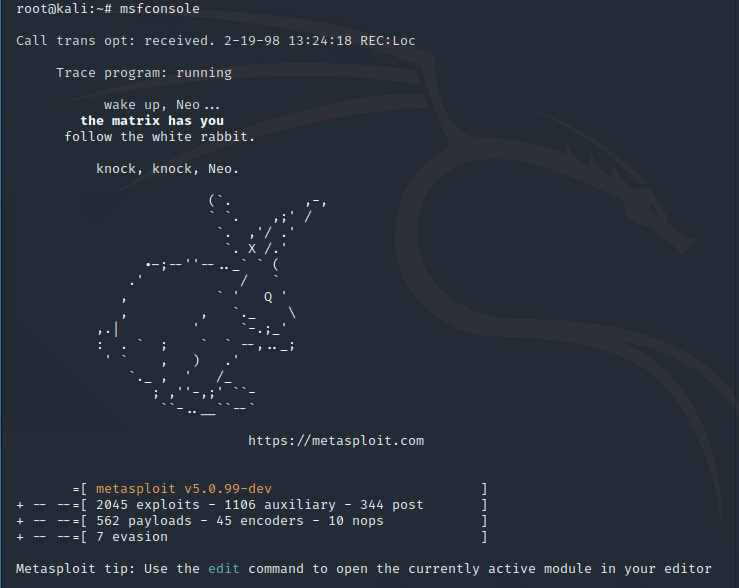 root@kali:~# msfconsole
Call trans opt: received. 2-19-98 13:24:18 REC:Loc
Trace program: running
wake up, Neo...
the matrix has you
follow the white rabbit.
knock, knock, Neo.
https://metasploit.com
=[ metasploit v5.0.99-dev ]
+ -- --=[ 2045 exploits - 1106 auxiliary - 344 post ]
+ -- --=[ 562 payloads - 45 encoders - 10 nops ]
+ -- --=[ 7 evasion ]
Metasploit tip: Use the edit command to open the currently active module in your editor